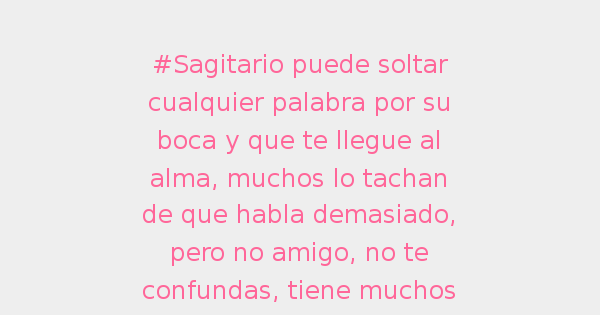 #Sagitario puede soltar
cualquier palabra por su
boca y que te llegue al
alma, muchos lo tachan
de que habla demasiado,
pero no amigo, no te
confundas, tiene muchos